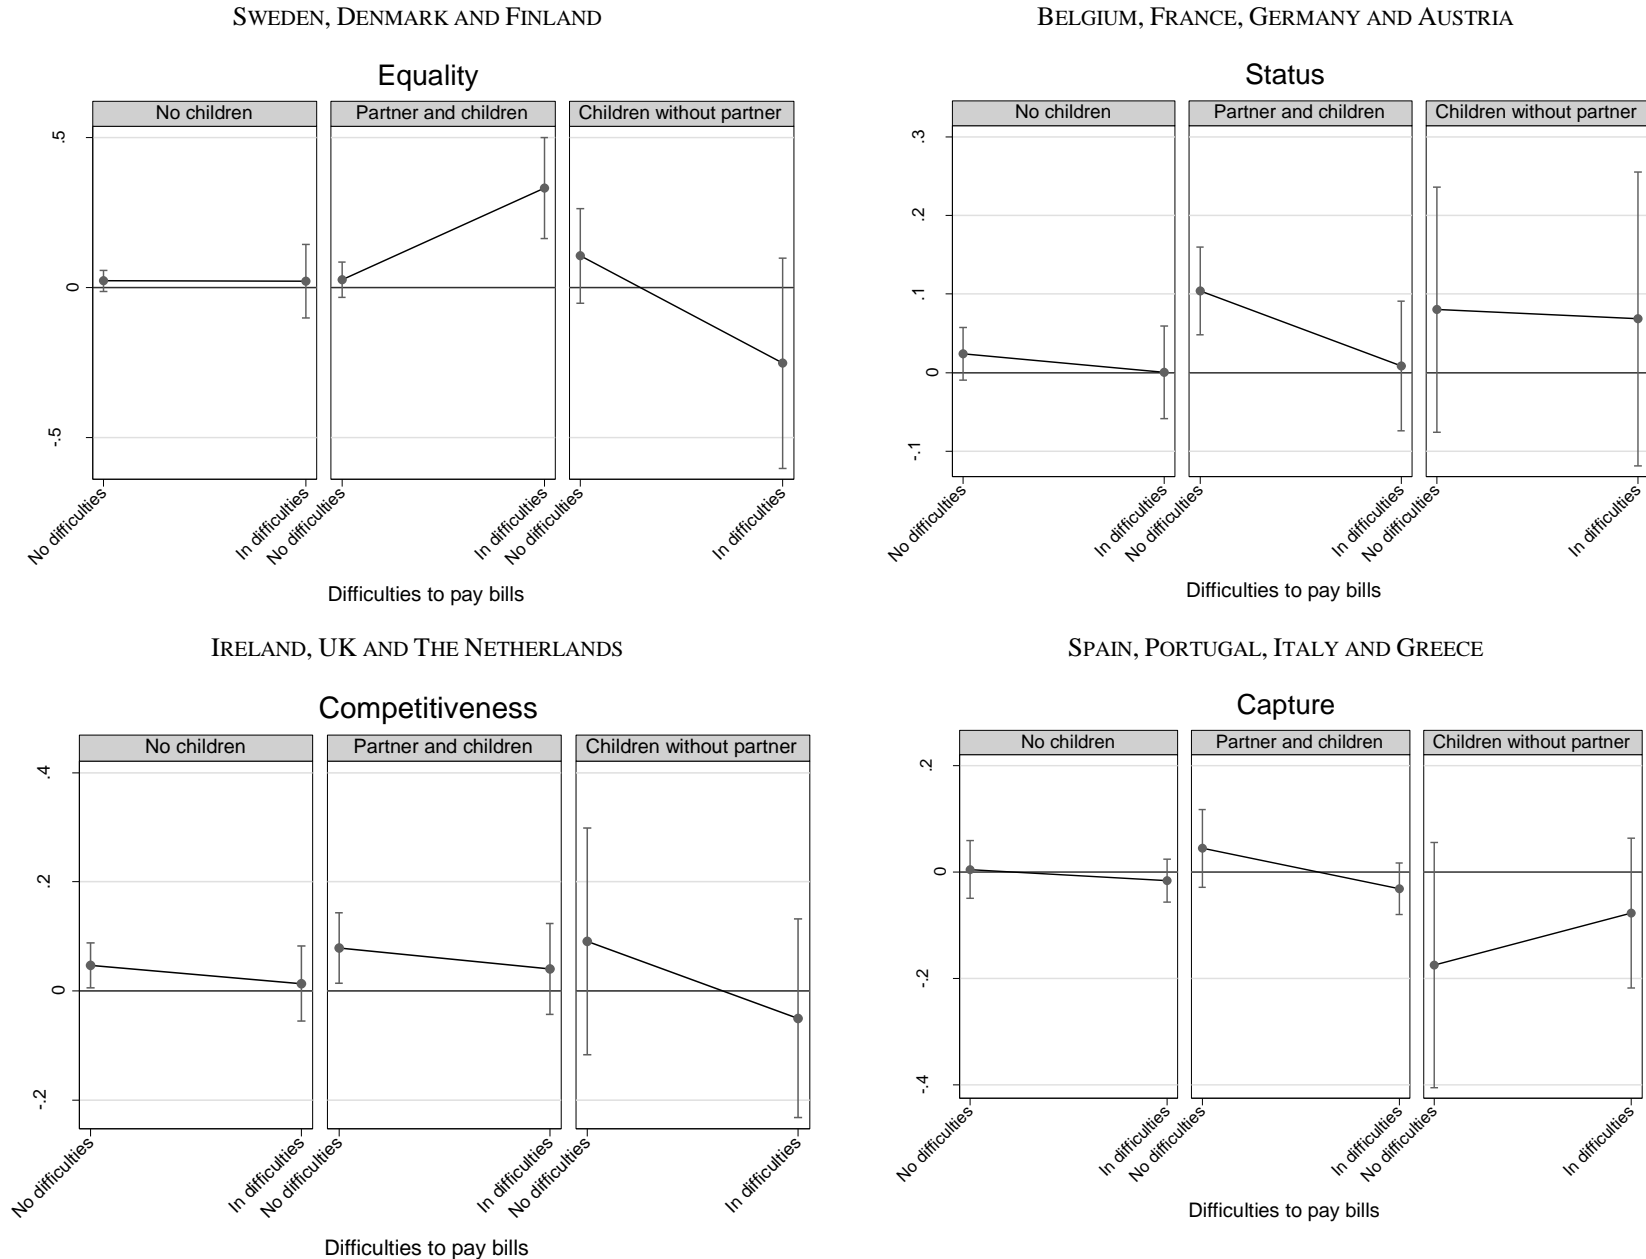 SWEDEN, DENMARK AND FINLAND
Equality
No children Partner and children Children without partner
.5
0
-.5
No difficulties In difficulties No difficulties In difficulties No difficulties In difficulties
Difficulties to pay bills
BELGIUM, FRANCE, GERMANY AND AUSTRIA
Status
No children Partner and children Children without partner
.3
.2
.1
0
-.1
No difficulties In difficulties No difficulties In difficulties No difficulties In difficulties
Difficulties to pay bills
IRELAND, UK AND THE NETHERLANDS
Competitiveness
No children Partner and children Children without partner
.4
.2
0
-.2
No difficulties In difficulties No difficulties In difficulties No difficulties In difficulties
Difficulties to pay bills
SPAIN, PORTUGAL, ITALY AND GREECE
Capture
No children Partner and children Children without partner
.2
0
-.2
-.4
No difficulties In difficulties No difficulties In difficulties No difficulties In difficulties
Difficulties to pay bills